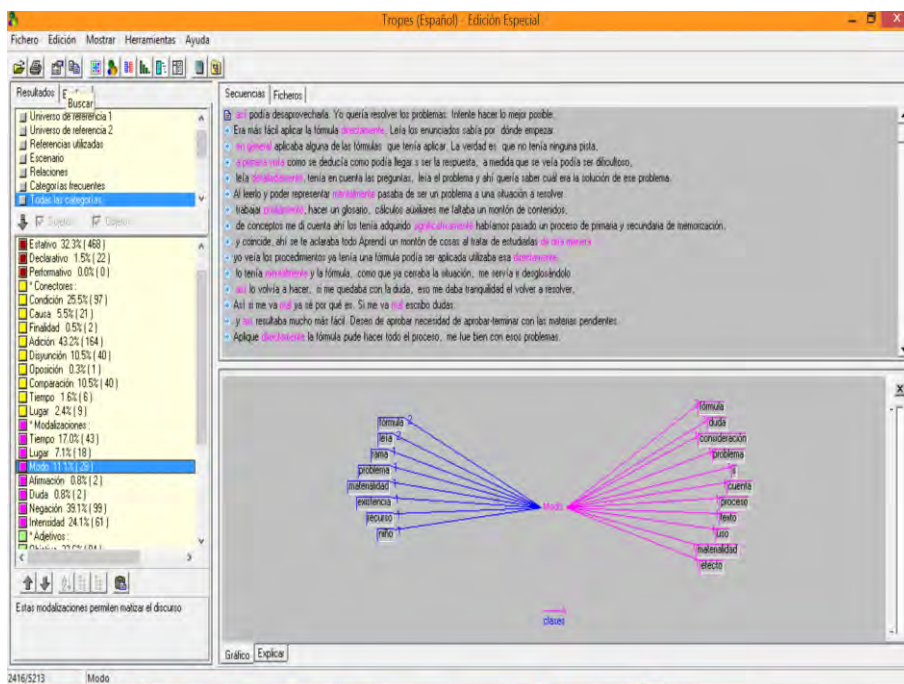 Tropes (Español) - Edición Especial
Fichero Edición Mostrar Herramientas Ayuda
Resultados
Buscar
Universo de referencia 1
Universo de referencia 2
Referencias utilizadas
Escenario
Relaciones
Categorías frecuentes
Todas las categorías
Estativo 32.3% ( 468 )
Declarativo 1.5% ( 22 )
Performativo 0.0% ( 0 )
* Conectores :
Condición 25.5% ( 97 )
Causa 5.5% ( 21 )
Finalidad 0.5% ( 2 )
Adición 43.2% ( 164 )
Disyunción 10.5% ( 40 )
Oposición 0.3% ( 1 )
Comparación 10.5% ( 40 )
Tiempo 1.6% ( 6 )
Lugar 2.4% ( 9 )
* Modalizaciones :
Tiempo 17.0% ( 43 )
Lugar 7.1% ( 18 )
Modo 11.1%
Afirmación 0.8% ( 2 )
Duda 0.8% ( 2 )
Negación 39.1% ( 99 )
Intensidad 24.1% ( 61 )
* Adjetivos :
Estas modalizaciones permiten matizar el discurso
2416/5213 Modo
Secuencias Ficheros
así podía desaprovecharla. Yo quería resolver los problemas. Intente hacer lo mejor posible,
Era más fácil aplicar la fórmula directamente. Leía los enunciados sabía por dónde empezar.
en general aplicaba alguna de las fórmulas que tenía aplicar. La verdad es que no tenía ninguna pista,
a primera vista como se deducía como podía llegar s ser la respuesta, a medida que se veía podía ser dificultoso,
leía detalladamente, tenía en cuenta las preguntas, leía el problema y ahí quería saber cuál era la solución de ese problema.
Al leerlo y poder representar mentalmente pasaba de ser un problema a una situación a resolver
trabajar prolijamente, hacer un glosario, cálculos auxiliares me faltaba un montón de contenidos,
de conceptos me di cuenta ahí los tenía adquirido significativamente habíamos pasado un proceso de primaria y secundaria de memorización,
y coincide, ahí se te aclaraba todo Aprendí un montón de cosas al tratar de estudiarlas de otra manera
yo veía los procedimientos ya tenía una fórmula podía ser aplicada utilizaba esa directamente.
lo tenía mentalmente y la fórmula, como que ya cerraba la situación, me servía ir desglosándolo
así lo volvía a hacer, si me quedaba con la duda, eso me daba tranquilidad el volver a resolver,
Así si me va mal ya sé por qué es. Si me va mal escribo dudas.
y así resultaba mucho más fácil. Deseo de aprobar necesidad de aprobar-terminar con las materias pendientes.
Aplique directamente la fórmula pude hacer todo el proceso, me fue bien con esos problemas.
fórmula 2
leía 2
rama 1
problema 1
materialidad 1
existencia 1
recurso 1
niño 1
Modo
fórmula
duda
consideración
problema
cuenta
proceso
texto
uso
materialidad
efecto
clases
Gráfico Explicar